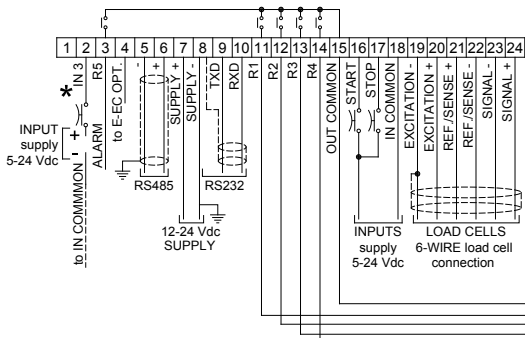 1 2 3 4 5 6 7 8 9 10 11 12 13 14 15 16 17 18 19 20 21 22 23 24
*
IN 3
R5
to E-EC OPT.
-
+
SUPPLY +
SUPPLY -
TXD
RXD
R1
R2
R3
R4
OUT COMMON
START
STOP
IN COMMON
EXCITATION -
EXCITATION +
REF./SENSE +
REF./SENSE -
SIGNAL -
SIGNAL +
INPUT
supply
5-24 Vdc
+
-
to IN COMMMON
ALARM
RS485
RS232
12-24 Vdc
SUPPLY
INPUTS
supply
5-24 Vdc
LOAD CELLS
6-WIRE load cell
connection